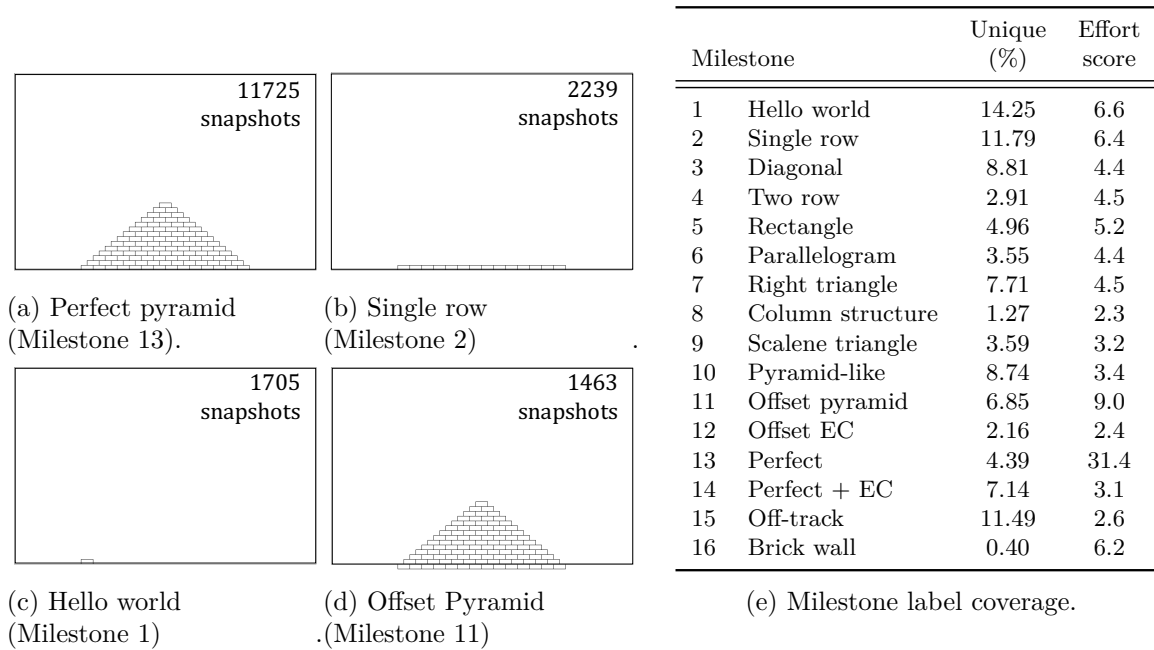 11725
snapshots
(a) Perfect pyramid
(Milestone 13).
2239
snapshots
(b) Single row
(Milestone 2) .
1705
snapshots
(c) Hello world
(Milestone 1) .
1463
snapshots
(d) Offset Pyramid
(Milestone 11)
Unique Effort
Milestone (%) score
1 Hello world 14.25 6.6
2 Single row 11.79 6.4
3 Diagonal 8.81 4.4
4 Two row 2.91 4.5
5 Rectangle 4.96 5.2
6 Parallelogram 3.55 4.4
7 Right triangle 7.71 4.5
8 Column structure 1.27 2.3
9 Scalene triangle 3.59 3.2
10 Pyramid-like 8.74 3.4
11 Offset pyramid 6.85 9.0
12 Offset EC 2.16 2.4
13 Perfect 4.39 31.4
14 Perfect + EC 7.14 3.1
15 Off-track 11.49 2.6
16 Brick wall 0.40 6.2
(e) Milestone label coverage.